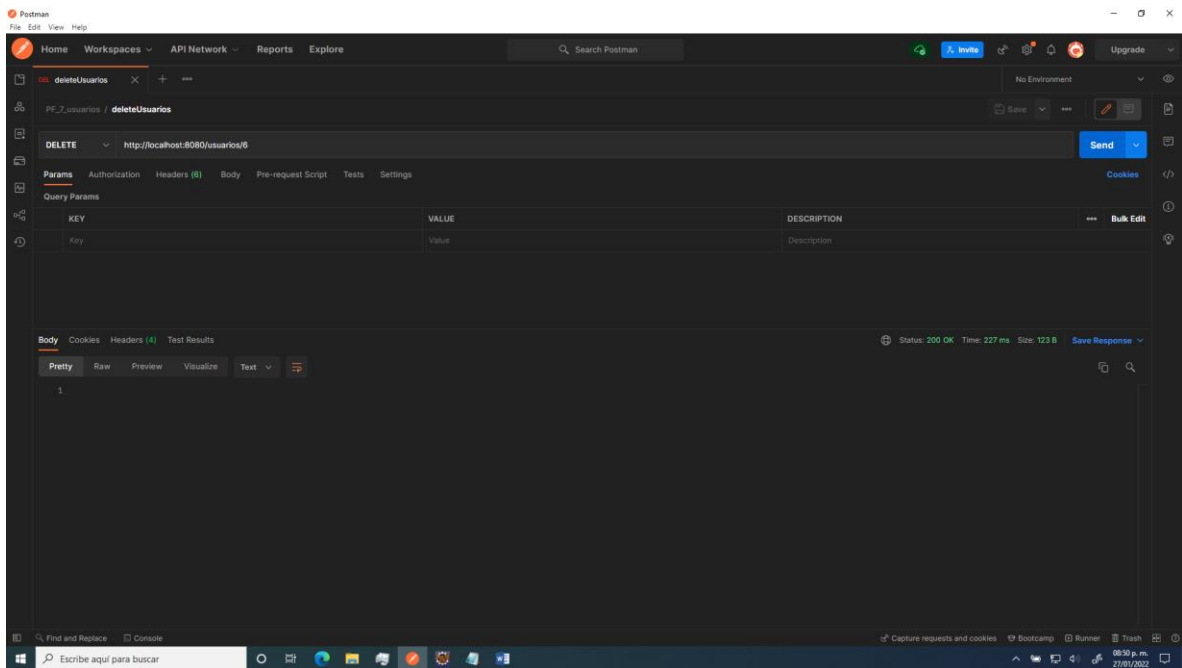 Postman
File Edit View Help
Home Workspaces API Network Reports Explore Search Postman Invite Upgrade
DEL deleteUsuarios No Environment
PF_7_usuarios / deleteUsuarios Save
DELETE http://localhost:8080/usuarios/6 Send
Params Authorization Headers (6) Body Pre-request Script Tests Settings Cookies
Query Params
KEY VALUE DESCRIPTION Bulk Edit
Key Value Description
Body Cookies Headers (4) Test Results Status: 200 OK Time: 227 ms Size: 123 B Save Response
Pretty Raw Preview Visualize Text
1
Find and Replace Console Capture requests and cookies Bootcamp Runner Trash
Escribe aquí para buscar 08:50 p. m.
27/01/2022